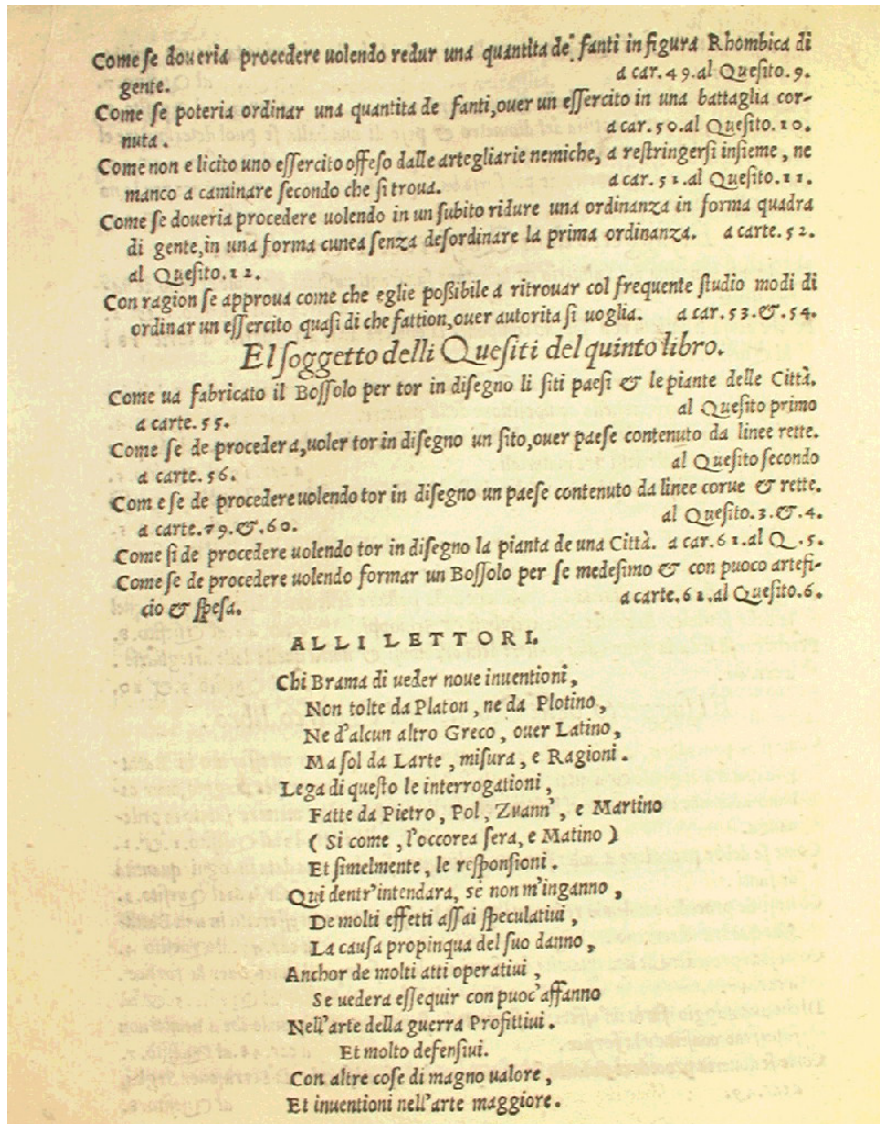 Come ſe doueria procedere uolendo redur una quantita de fanti in figura Rhombica di
gente. a car. 49. al Queſito. 9.
Come ſe poteria ordinar una quantita de fanti, ouer un eſſercito in una battaglia cor-
nuta. a car. 50. al Queſito. 10.
Come non e licito uno eſſercito offeſo dalle artegliarie nemiche, a reſtringerſi inſieme, ne
manco a caminare ſecondo che ſi troua. a car. 51. al Queſito. 11.
Come ſe doueria procedere uolendo in un ſubito ridure una ordinanza in forma quadra
di gente, in una forma cunea ſenza deſordinare la prima ordinanza. a carte. 52.
al Queſito. 12.
Con ragion ſe approua come che eglie poſſibile a ritrouar col frequente ſtudio modi di
ordinar un eſſercito quaſi di che fattion, ouer autorita ſi uoglia. a car. 53. & 54.
El ſoggetto delli Queſiti del quinto libro.
Come ua fabricato il Boſſolo per tor in diſegno li ſiti paeſi & le piante delle Città.
a carte. 55. al Queſito primo
Come ſe de procedera, uoler tor in diſegno un ſito, ouer paeſe contenuto da linee rette.
a carte. 56. al Queſito ſecondo
Com e ſe de procedere uolendo tor in diſegno un paeſe contenuto da linee corue & rette.
a carte. 79. & . 60. al Queſito. 3. & . 4.
Come ſi de procedere uolendo tor in diſegno la pianta de una Città. a car. 61. al Q. 5.
Come ſe de procedere uolendo formar un Boſſolo per ſe medeſimo & con puoco artefi-
cio & ſpeſa. a carte. 62. al Queſito. 6.
ALLI LETTORI.
Chi Brama di ueder noue inuentioni,
Non tolte da Platon, ne da Plotino,
Ne d'alcun altro Greco, ouer Latino,
Ma ſol da Larte, miſura, e Ragioni.
Lega di queſto le interrogationi,
Fatte da Pietro, Pol, Zuann', e Martino
(Si come, l'occorea ſera, e Matino)
Et ſimelmente, le reſponſioni.
Qui dentr'intendara, ſe non m'inganno,
De molti effetti aſſai ſpeculatiui,
La cauſa propinqua del ſuo danno,
Anchor de molti atti operatiui,
Se uedera eſſequir con puoc'affanno
Nell'arte della guerra Profittiui.
Et molto defenſiui.
Con altre coſe di magno ualore,
Et inuentioni nell'arte maggiore.